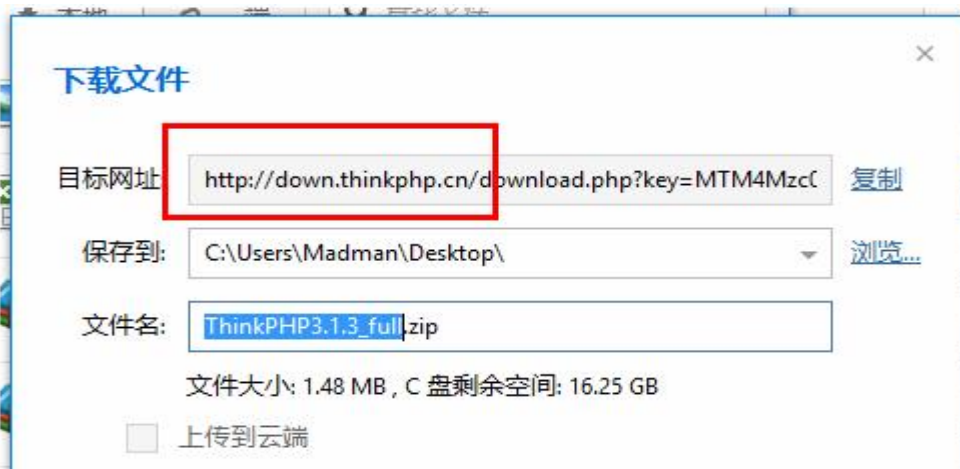 下载文件
目标网址: http://down.thinkphp.cn/download.php?key=MTM4Mzc 复制
保存到: C:\Users\Madman\Desktop\ 浏览...
文件名: ThinkPHP3.1.3_full.zip
文件大小: 1.48 MB , C 盘剩余空间: 16.25 GB
上传到云端